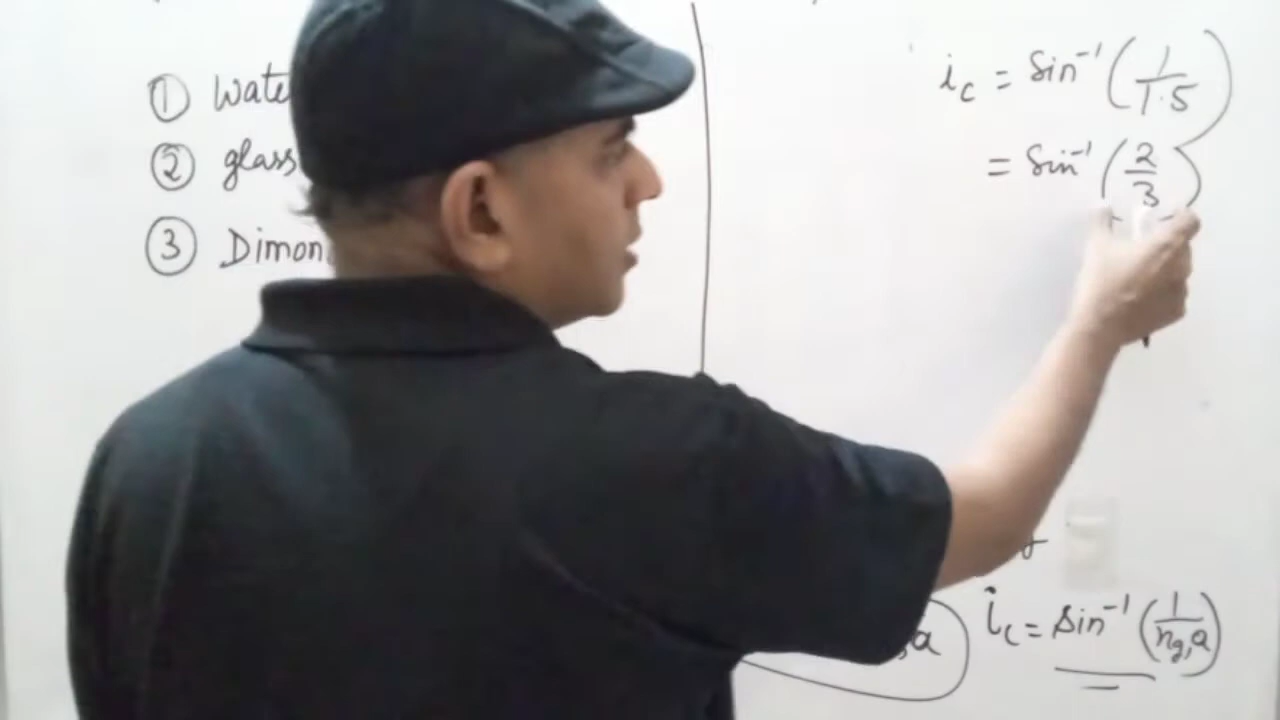 ① Wate
② glass
③ Dimon
i_c = Sin⁻¹ (1/1.5)
= Sin⁻¹ (2/3)
,a
i_c = sin⁻¹ (1/n_g,a)